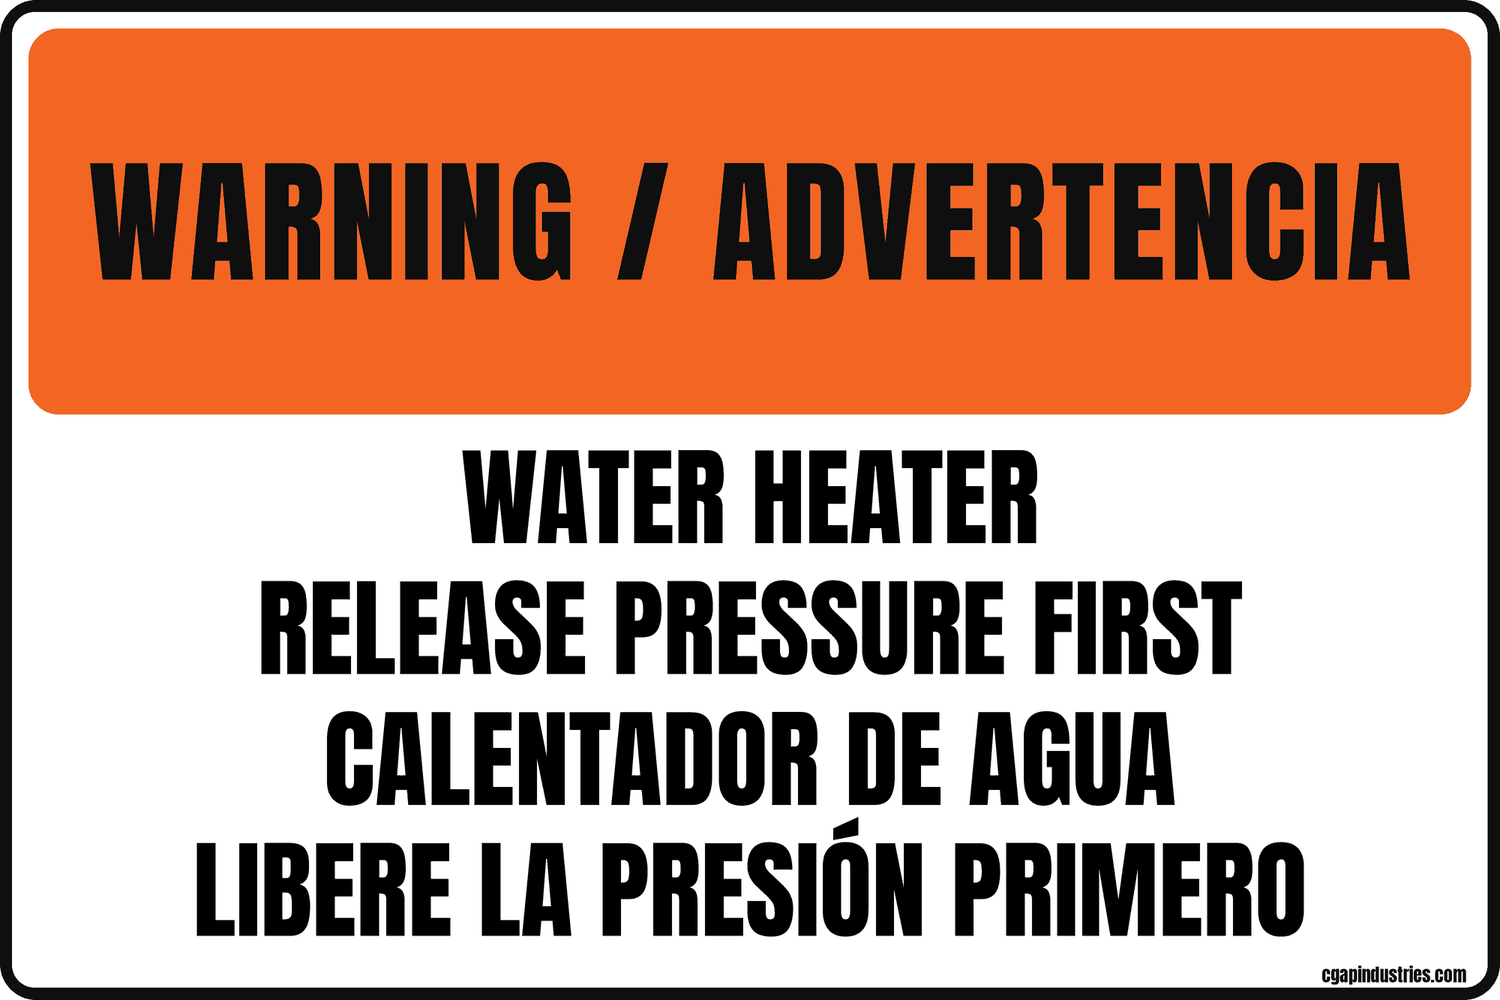 WARNING / ADVERTENCIA
WATER HEATER
RELEASE PRESSURE FIRST
CALENTADOR DE AGUA
LIBERE LA PRESIÓN PRIMERO
cgapindustries.com